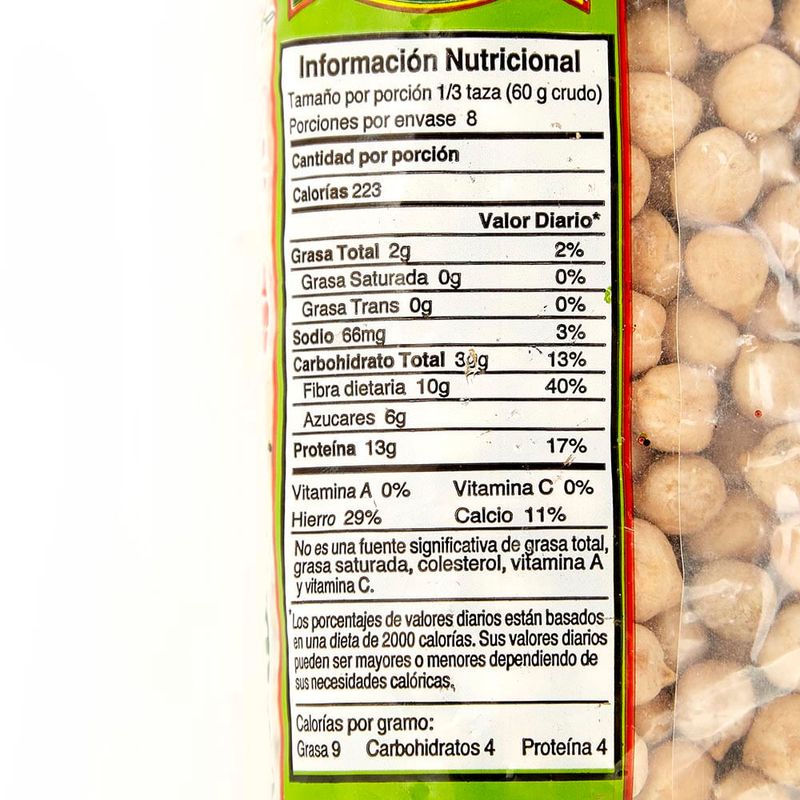 Información Nutricional
Tamaño por porción 1/3 taza (60 g crudo)
Porciones por envase 8
Cantidad por porción
Calorías 223
Valor Diario*
Grasa Total 2g 2%
Grasa Saturada 0g 0%
Grasa Trans 0g 0%
Sodio 66mg 3%
Carbohidrato Total 13%
Fibra dietaria 10g 40%
Azucares 6g
Proteína 13g 17%
Vitamina A 0% Vitamina C 0%
Hierro 29% Calcio 11%
No es una fuente significativa de grasa total,
grasa saturada, colesterol, vitamina A
y vitamina C.
*Los porcentajes de valores diarios están basados
en una dieta de 2000 calorías. Sus valores diarios
pueden ser mayores o menores dependiendo de
sus necesidades calóricas.
Calorías por gramo:
Grasa 9 Carbohidratos 4 Proteína 4